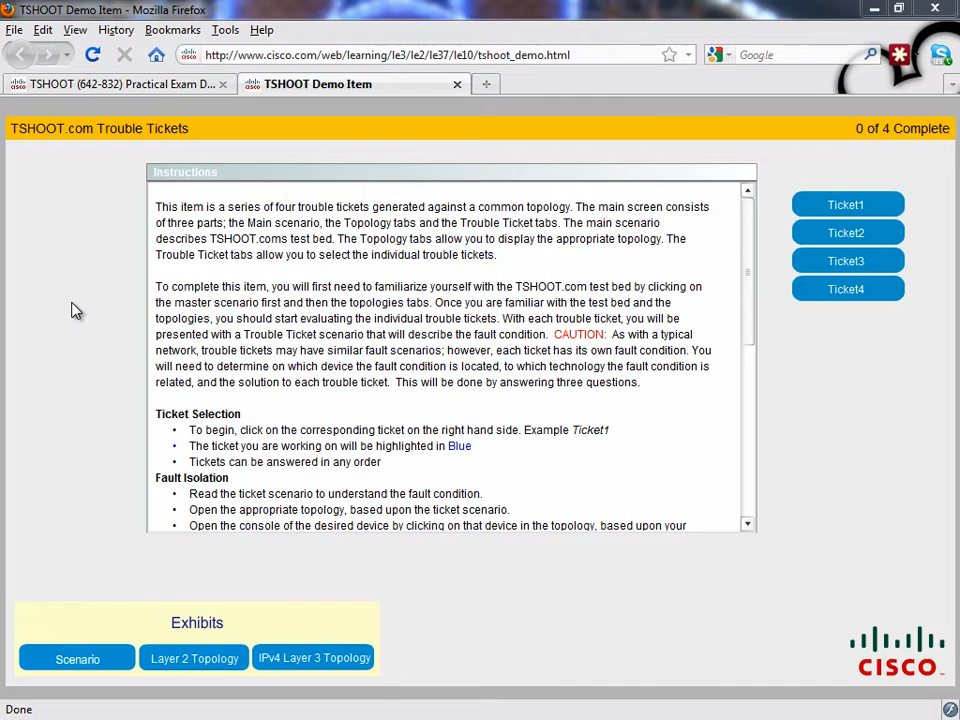 TSHOOT Demo Item - Mozilla Firefox
File Edit View History Bookmarks Tools Help
http://www.cisco.com/web/learning/le3/le2/le37/le10/tshoot_demo.html
Google
TSHOOT (642-832) Practical Exam D...
TSHOOT Demo Item
TSHOOT.com Trouble Tickets
0 of 4 Complete
Instructions
This item is a series of four trouble tickets generated against a common topology. The main screen consists
of three parts; the Main scenario, the Topology tabs and the Trouble Ticket tabs. The main scenario
describes TSHOOT.coms test bed. The Topology tabs allow you to display the appropriate topology. The
Trouble Ticket tabs allow you to select the individual trouble tickets.
To complete this item, you will first need to familiarize yourself with the TSHOOT.com test bed by clicking on
the master scenario first and then the topologies tabs. Once you are familiar with the test bed and the
topologies, you should start evaluating the individual trouble tickets. With each trouble ticket, you will be
presented with a Trouble Ticket scenario that will describe the fault condition. CAUTION: As with a typical
network, trouble tickets may have similar fault scenarios; however, each ticket has its own fault condition. You
will need to determine on which device the fault condition is located, to which technology the fault condition is
related, and the solution to each trouble ticket. This will be done by answering three questions.
Ticket Selection
• To begin, click on the corresponding ticket on the right hand side. Example Ticket1
• The ticket you are working on will be highlighted in Blue
• Tickets can be answered in any order
Fault Isolation
• Read the ticket scenario to understand the fault condition.
• Open the appropriate topology, based upon the ticket scenario.
• Open the console of the desired device by clicking on that device in the topology, based upon your
Ticket1
Ticket2
Ticket3
Ticket4
Exhibits
Scenario
Layer 2 Topology
IPv4 Layer 3 Topology
CISCO
Done